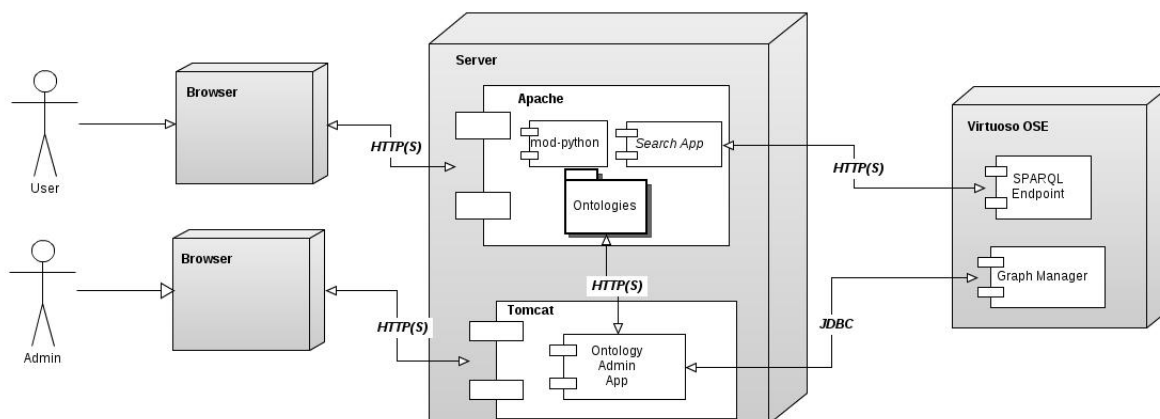 User
Browser
HTTP(S)
Admin
Browser
HTTP(S)
Server
Apache
mod-python
Search App
Ontologies
HTTP(S)
Tomcat
Ontology
Admin
App
HTTP(S)
JDBC
Virtuoso OSE
SPARQL
Endpoint
Graph Manager